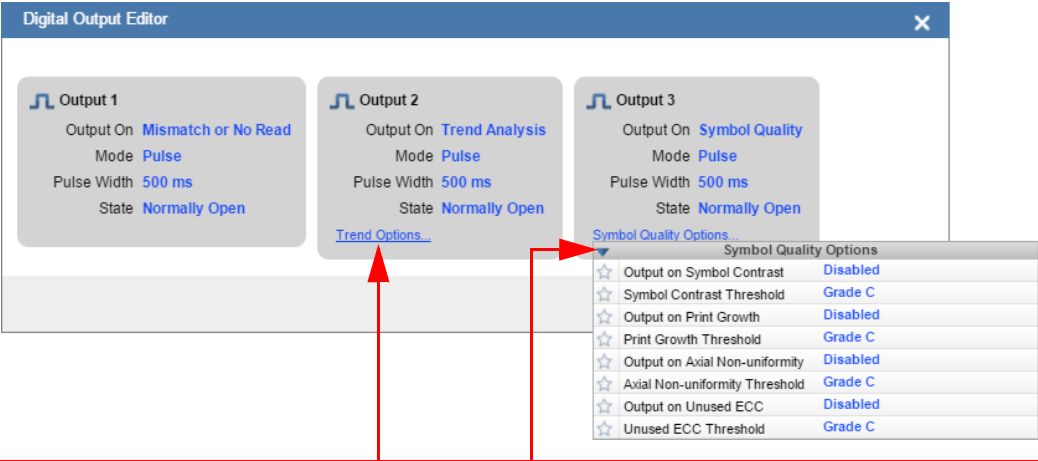 Digital Output Editor
Output 1
Output On Mismatch or No Read
Mode Pulse
Pulse Width 500 ms
State Normally Open
Output 2
Output On Trend Analysis
Mode Pulse
Pulse Width 500 ms
State Normally Open
Trend Options...
Output 3
Output On Symbol Quality
Mode Pulse
Pulse Width 500 ms
State Normally Open
Symbol Quality Options...
Symbol Quality Options
Output on Symbol Contrast Disabled
Symbol Contrast Threshold Grade C
Output on Print Growth Disabled
Print Growth Threshold Grade C
Output on Axial Non-uniformity Disabled
Axial Non-uniformity Threshold Grade C
Output on Unused ECC Disabled
Unused ECC Threshold Grade C